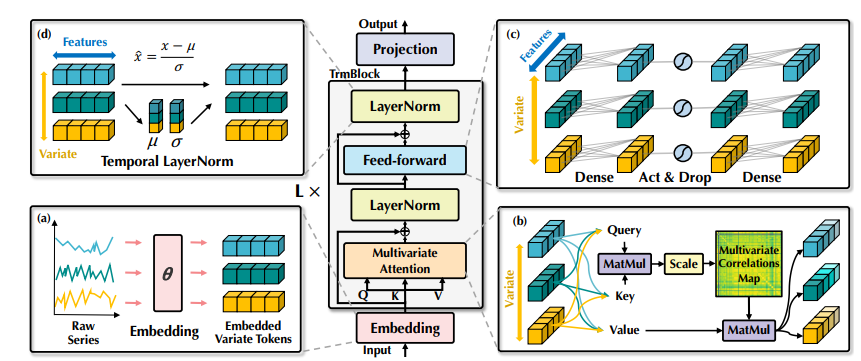 (d)
Features
x̂ = x − μ / σ
μ σ
Variate
Temporal LayerNorm
(a)
θ
Raw
Series
Embedding
Embedded
Variate Tokens
Output
Projection
TrmBlock
LayerNorm
Feed-forward
L ×
LayerNorm
Multivariate
Attention
Q K V
Embedding
Input
(c)
Features
Variate
Dense Act & Drop Dense
(b)
Variate
Query
MatMul
Scale
Multivariate
Correlations
Map
Key
Value
MatMul